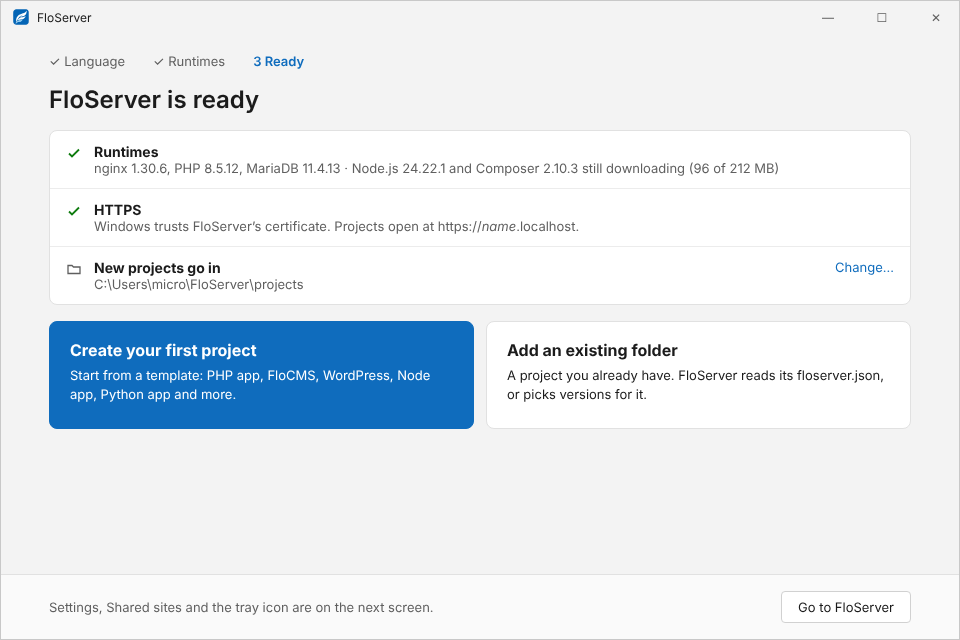 FloServer
Language
Runtimes
3 Ready
FloServer is ready
Runtimes
nginx 1.30.6, PHP 8.5.12, MariaDB 11.4.13 · Node.js 24.22.1 and Composer 2.10.3 still downloading (96 of 212 MB)
HTTPS
Windows trusts FloServer’s certificate. Projects open at https://name.localhost.
New projects go in
Change...
C:\Users\micro\FloServer\projects
Create your first project
Start from a template: PHP app, FloCMS, WordPress, Node
app, Python app and more.
Add an existing folder
A project you already have. FloServer reads its floserver.json,
or picks versions for it.
Settings, Shared sites and the tray icon are on the next screen.
Go to FloServer